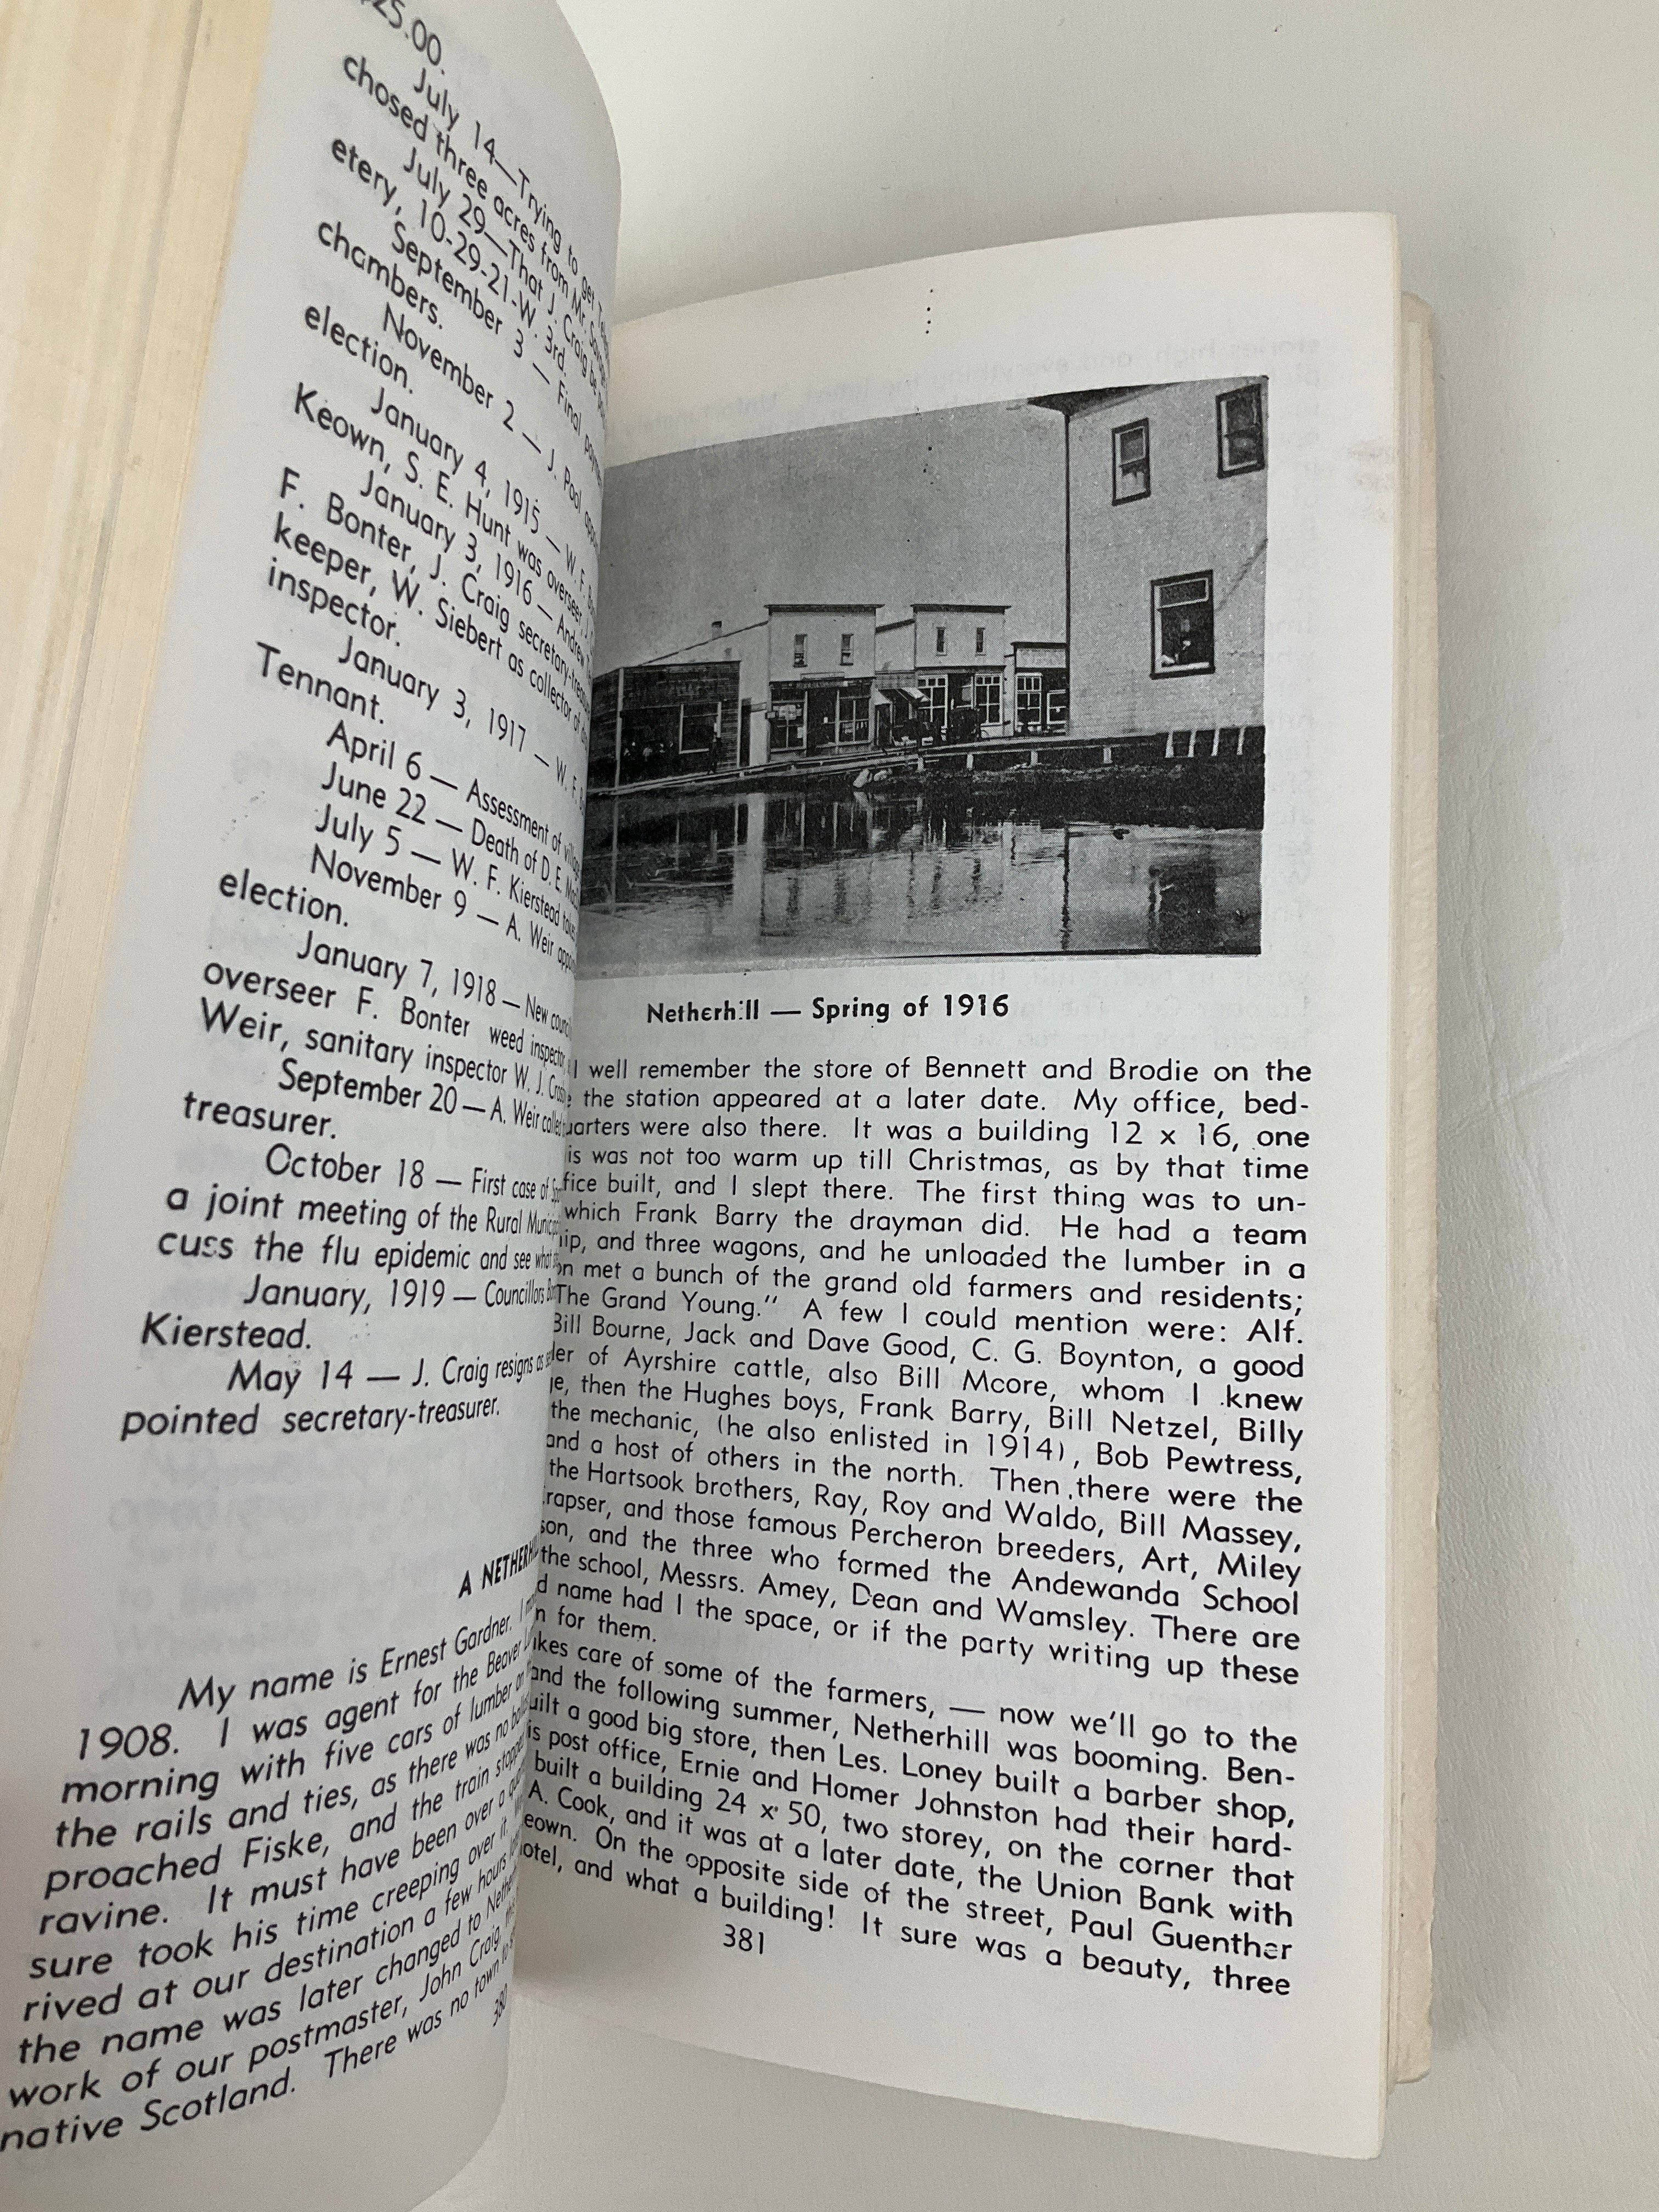 25.00.
July 14—Trying to get
chosed three acres from Mr.
July 29—That J. Craig be
etery, 10-29-21-W. 3rd.
September 3 — Final
chambers.
November 2 — J. Pool
election.
January 4, 1915 — W. F.
Keown, S. E. Hunt was overseer
January 3, 1916 — Andrew
F. Bonter, J. Craig secretary-
keeper, W. Siebert as collector of
inspector.
January 3, 1917 — W. F.
Tennant.
April 6 — Assessment of
June 22 — Death of D. E.
July 5 — W. F. Kierstead
November 9 — A. Weir
election.
January 7, 1918 — New
overseer F. Bonter weed
Weir, sanitary inspector W. J.
September 20 — A. Weir
treasurer.
October 18 — First case of
a joint meeting of the Rural
cuss the flu epidemic and see what
January, 1919 — Councillors
Kierstead.
May 14 — J. Craig resigns as
pointed secretary-treasurer.
A
My name is Ernest Gardner. I
1908. I was agent for the Beaver
morning with five cars of lumber on
the rails and ties, as there was no
proached Fiske, and the train
ravine. It must have been over a
sure took his time creeping over it.
rived at our destination a few hours
the name was later changed to
work of our postmaster, John Craig,
native Scotland. There was no town
380
Netherhill — Spring of 1916
I well remember the store of Bennett and Brodie on the
the station appeared at a later date. My office, bed-
uarters were also there. It was a building 12 x 16, one
is was not too warm up till Christmas, as by that time
fice built, and I slept there. The first thing was to un-
which Frank Barry the drayman did. He had a team
ip, and three wagons, and he unloaded the lumber in a
on met a bunch of the grand old farmers and residents;
The Grand Young." A few I could mention were: Alf.
Bill Bourne, Jack and Dave Good, C. G. Boynton, a good
er of Ayrshire cattle, also Bill Moore, whom I knew
e, then the Hughes boys, Frank Barry, Bill Netzel, Billy
the mechanic, (he also enlisted in 1914), Bob Pewtress,
and a host of others in the north. Then there were the
the Hartsook brothers, Ray, Roy and Waldo, Bill Massey,
rapser, and those famous Percheron breeders, Art, Miley
son, and the three who formed the Andewanda School
the school, Messrs. Amey, Dean and Wamsley. There are
d name had I the space, or if the party writing up these
n for them.
kes care of some of the farmers, — now we'll go to the
and the following summer, Netherhill was booming. Ben-
uilt a good big store, then Les. Loney built a barber shop,
is post office, Ernie and Homer Johnston had their hard-
built a building 24 x 50, two storey, on the corner that
A. Cook, and it was at a later date, the Union Bank with
eown. On the opposite side of the street, Paul Guenther
otel, and what a building! It sure was a beauty, three
381